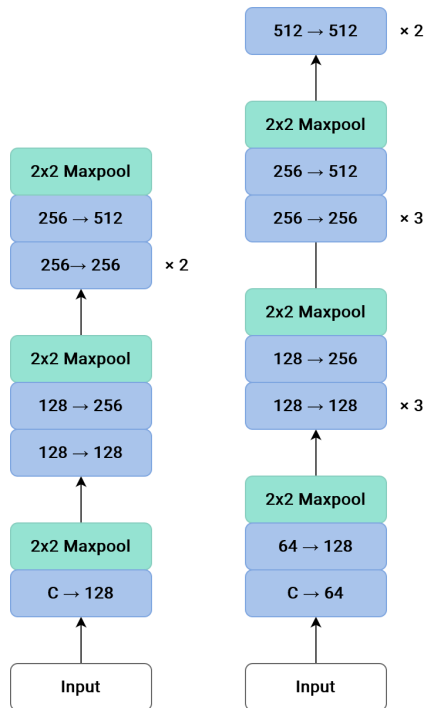 2x2 Maxpool
256 → 512
256→ 256 × 2
2x2 Maxpool
128 → 256
128 → 128
2x2 Maxpool
C → 128
Input
512 → 512 × 2
2x2 Maxpool
256 → 512
256 → 256 × 3
2x2 Maxpool
128 → 256
128 → 128 × 3
2x2 Maxpool
64 → 128
C → 64
Input